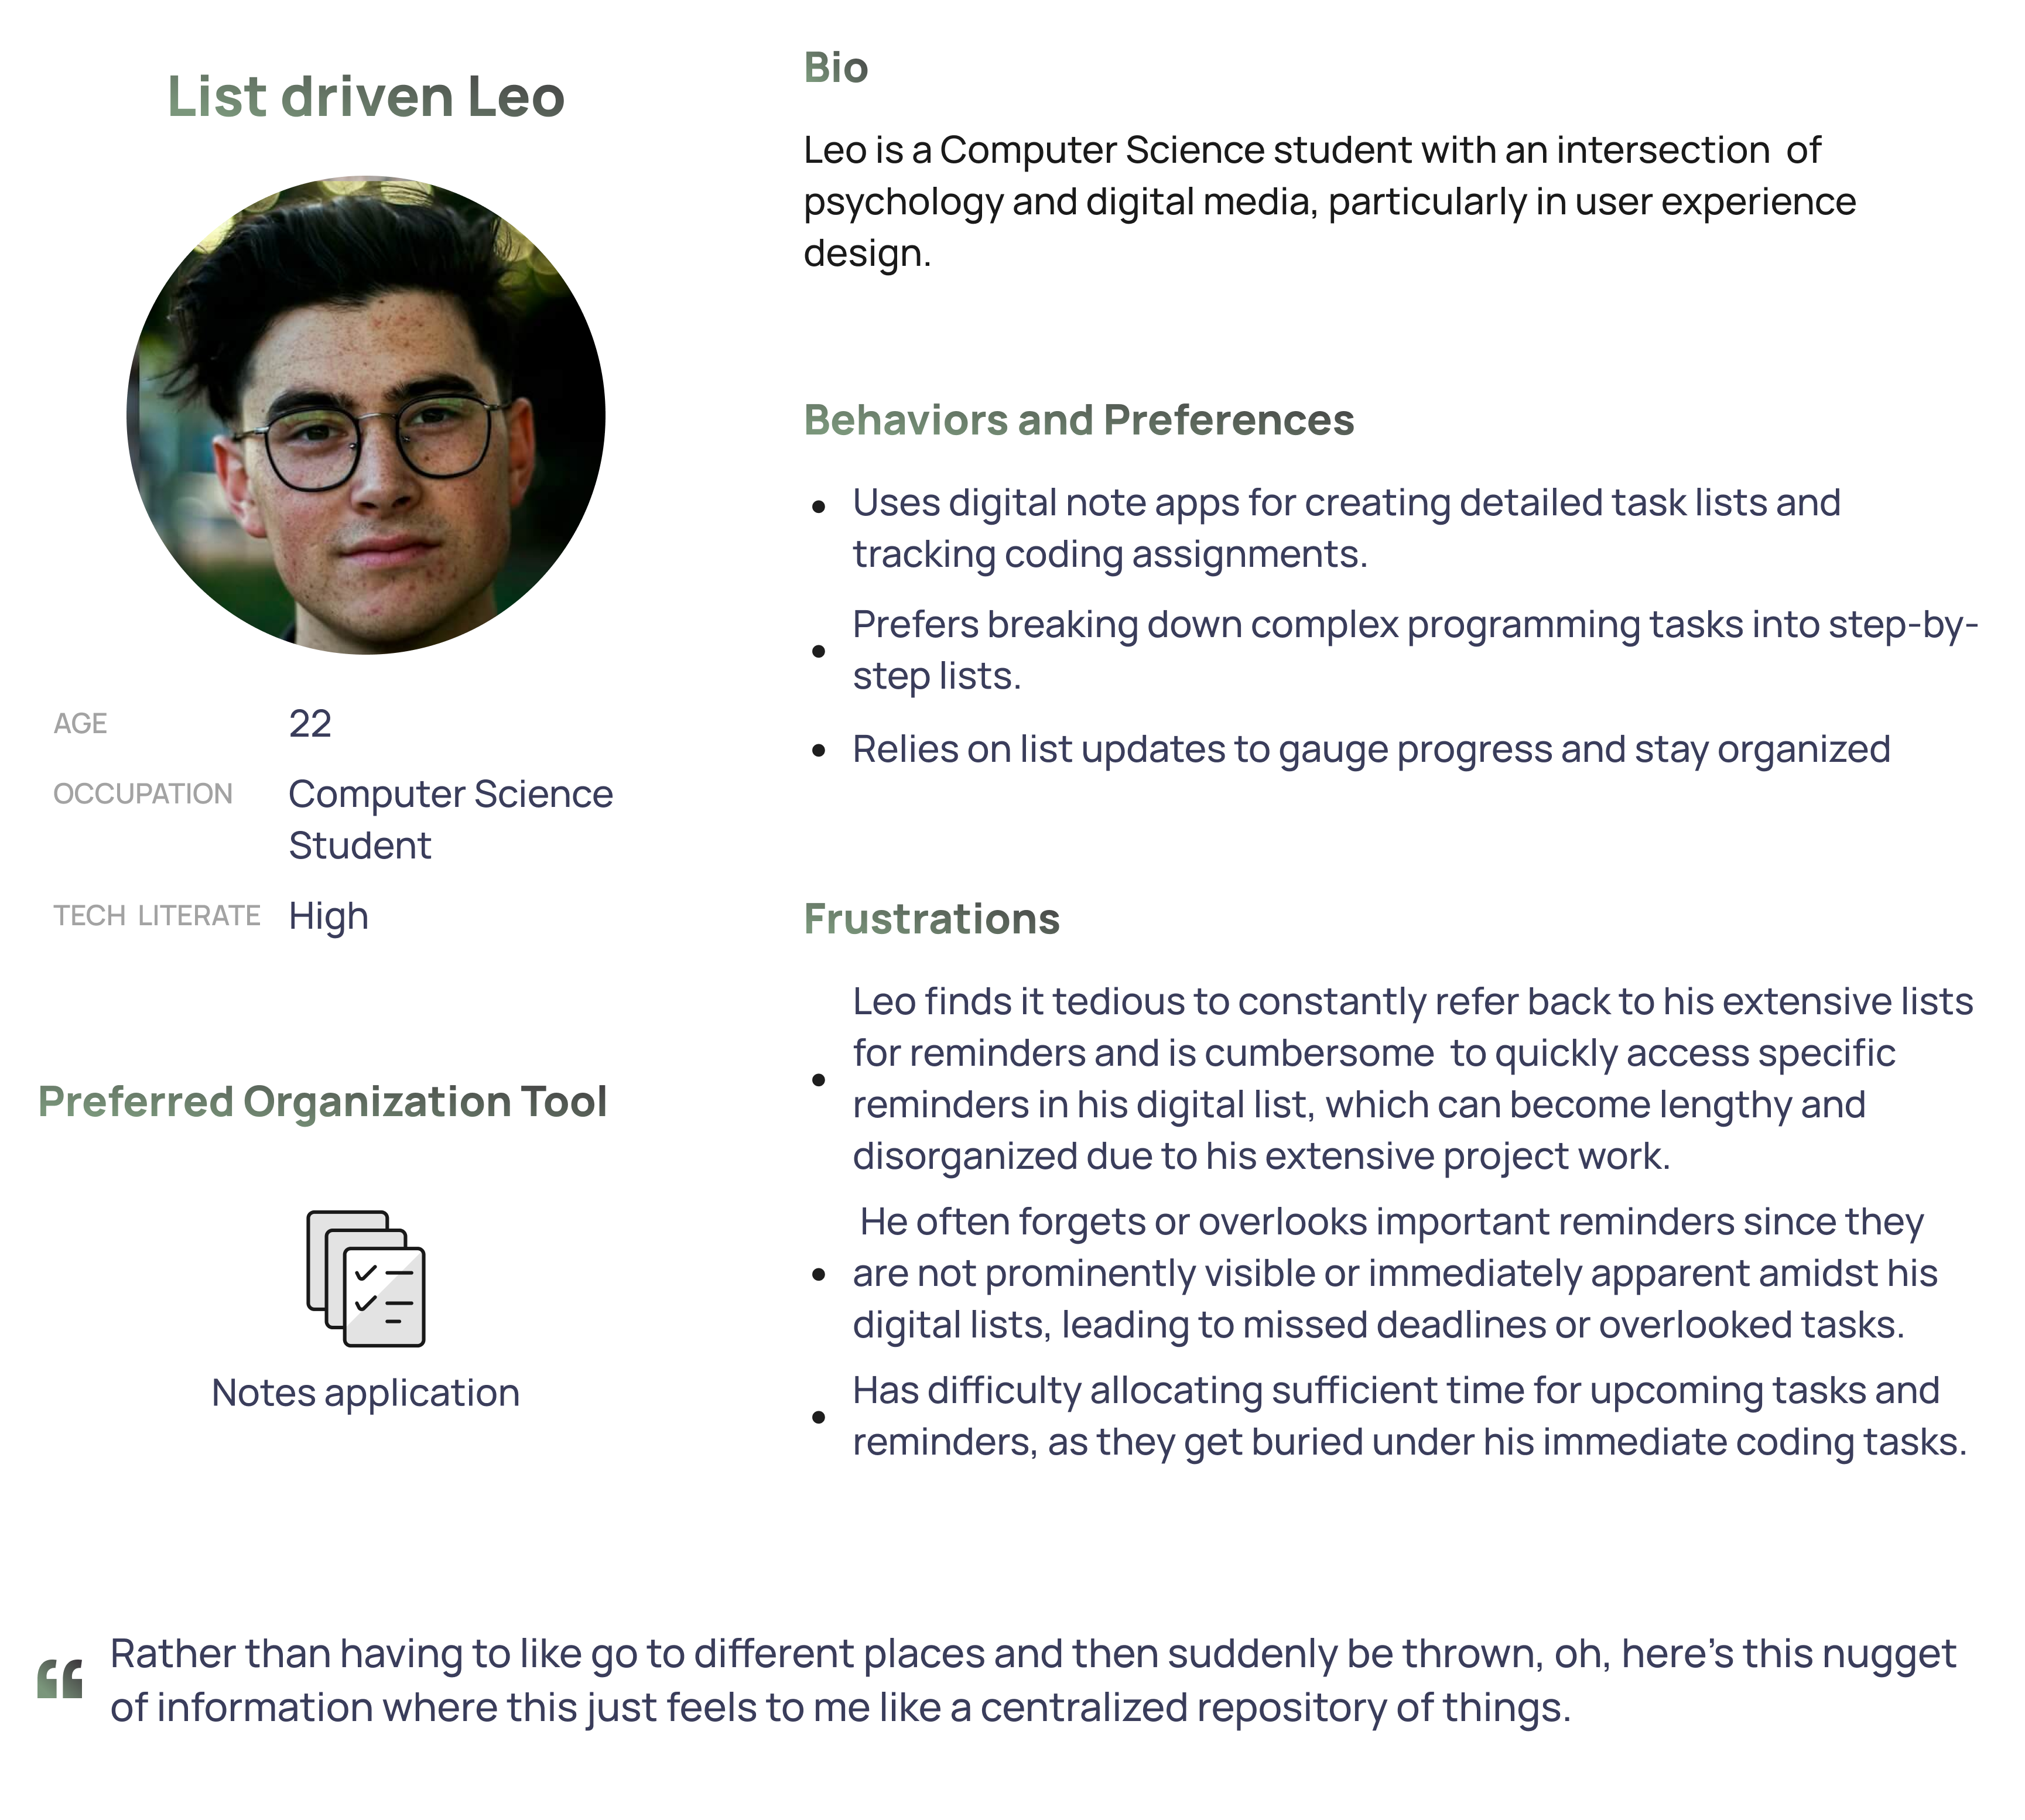 List driven Leo
AGE 22
OCCUPATION Computer Science
Student
TECH LITERATE High
Preferred Organization Tool
Notes application
Bio
Leo is a Computer Science student with an intersection of
psychology and digital media, particularly in user experience
design.
Behaviors and Preferences
• Uses digital note apps for creating detailed task lists and
tracking coding assignments.
• Prefers breaking down complex programming tasks into step-by-
step lists.
• Relies on list updates to gauge progress and stay organized
Frustrations
• Leo finds it tedious to constantly refer back to his extensive lists
for reminders and is cumbersome to quickly access specific
reminders in his digital list, which can become lengthy and
disorganized due to his extensive project work.
• He often forgets or overlooks important reminders since they
are not prominently visible or immediately apparent amidst his
digital lists, leading to missed deadlines or overlooked tasks.
• Has difficulty allocating sufficient time for upcoming tasks and
reminders, as they get buried under his immediate coding tasks.
“ Rather than having to like go to different places and then suddenly be thrown, oh, here’s this nugget
of information where this just feels to me like a centralized repository of things.